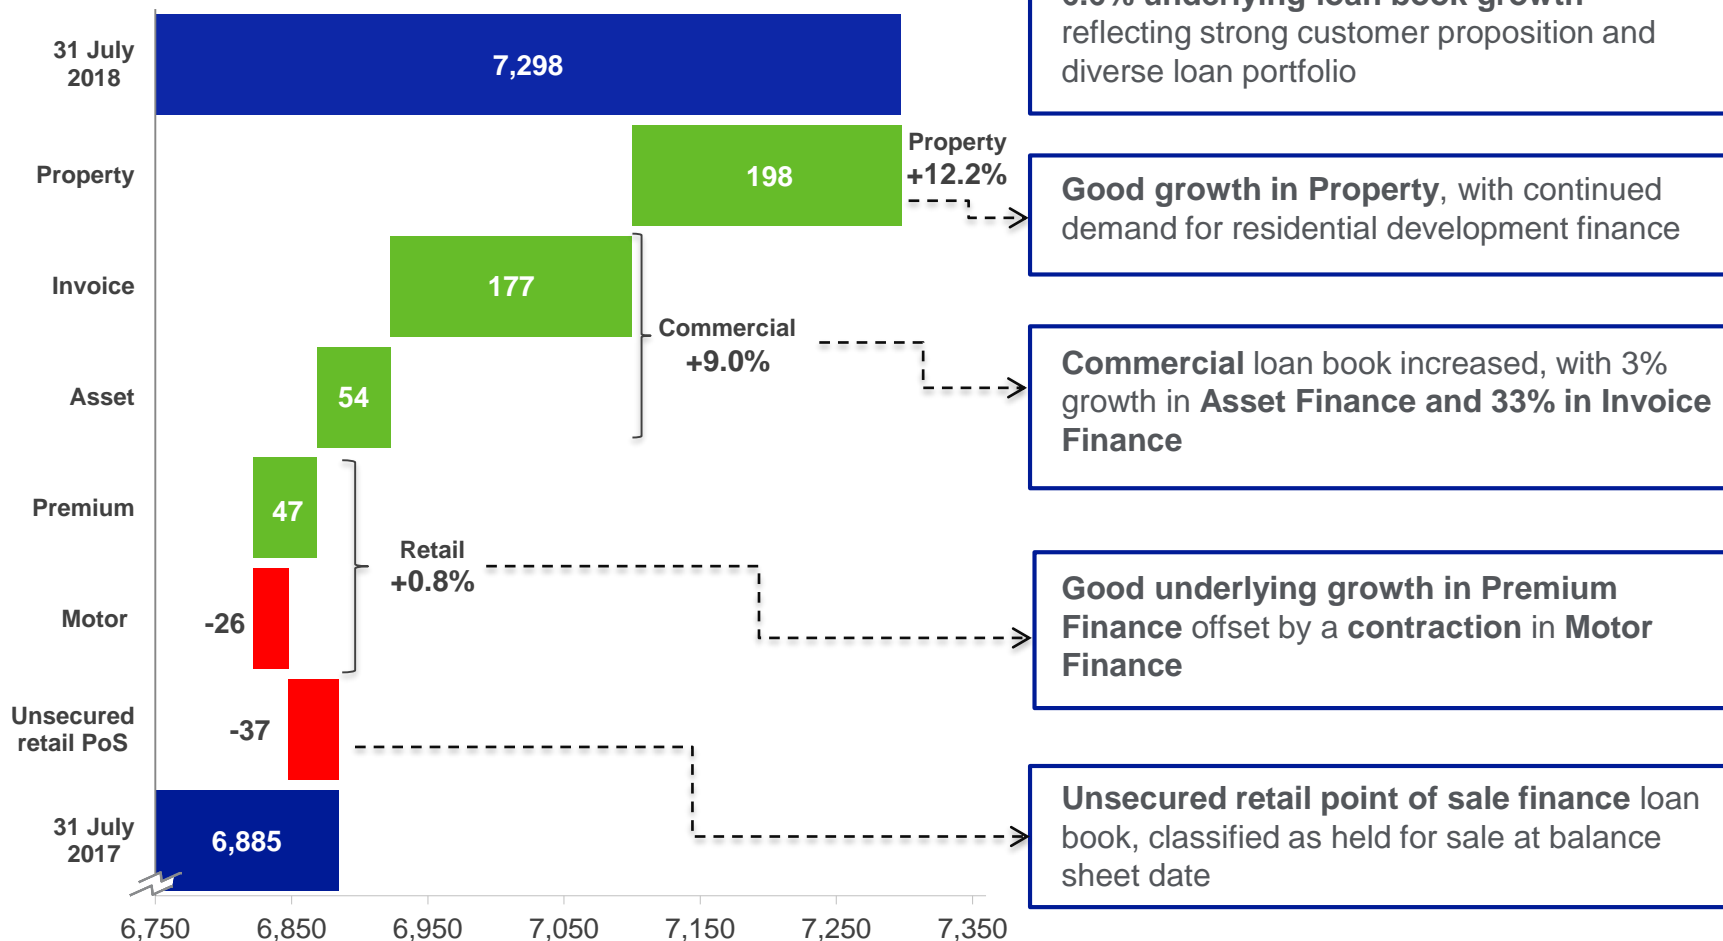 31 July
2018
7,298
reflecting strong customer proposition and
diverse loan portfolio
Property
198
Property
+12.2%
Good growth in Property, with continued
demand for residential development finance
Invoice
177
Commercial
+9.0%
Commercial loan book increased, with 3%
growth in Asset Finance and 33% in Invoice
Finance
Asset
54
Premium
47
Retail
+0.8%
Good underlying growth in Premium
Finance offset by a contraction in Motor
Finance
Motor
-26
Unsecured
retail PoS
-37
Unsecured retail point of sale finance loan
book, classified as held for sale at balance
sheet date
31 July
2017
6,885
6,750 6,850 6,950 7,050 7,150 7,250 7,350